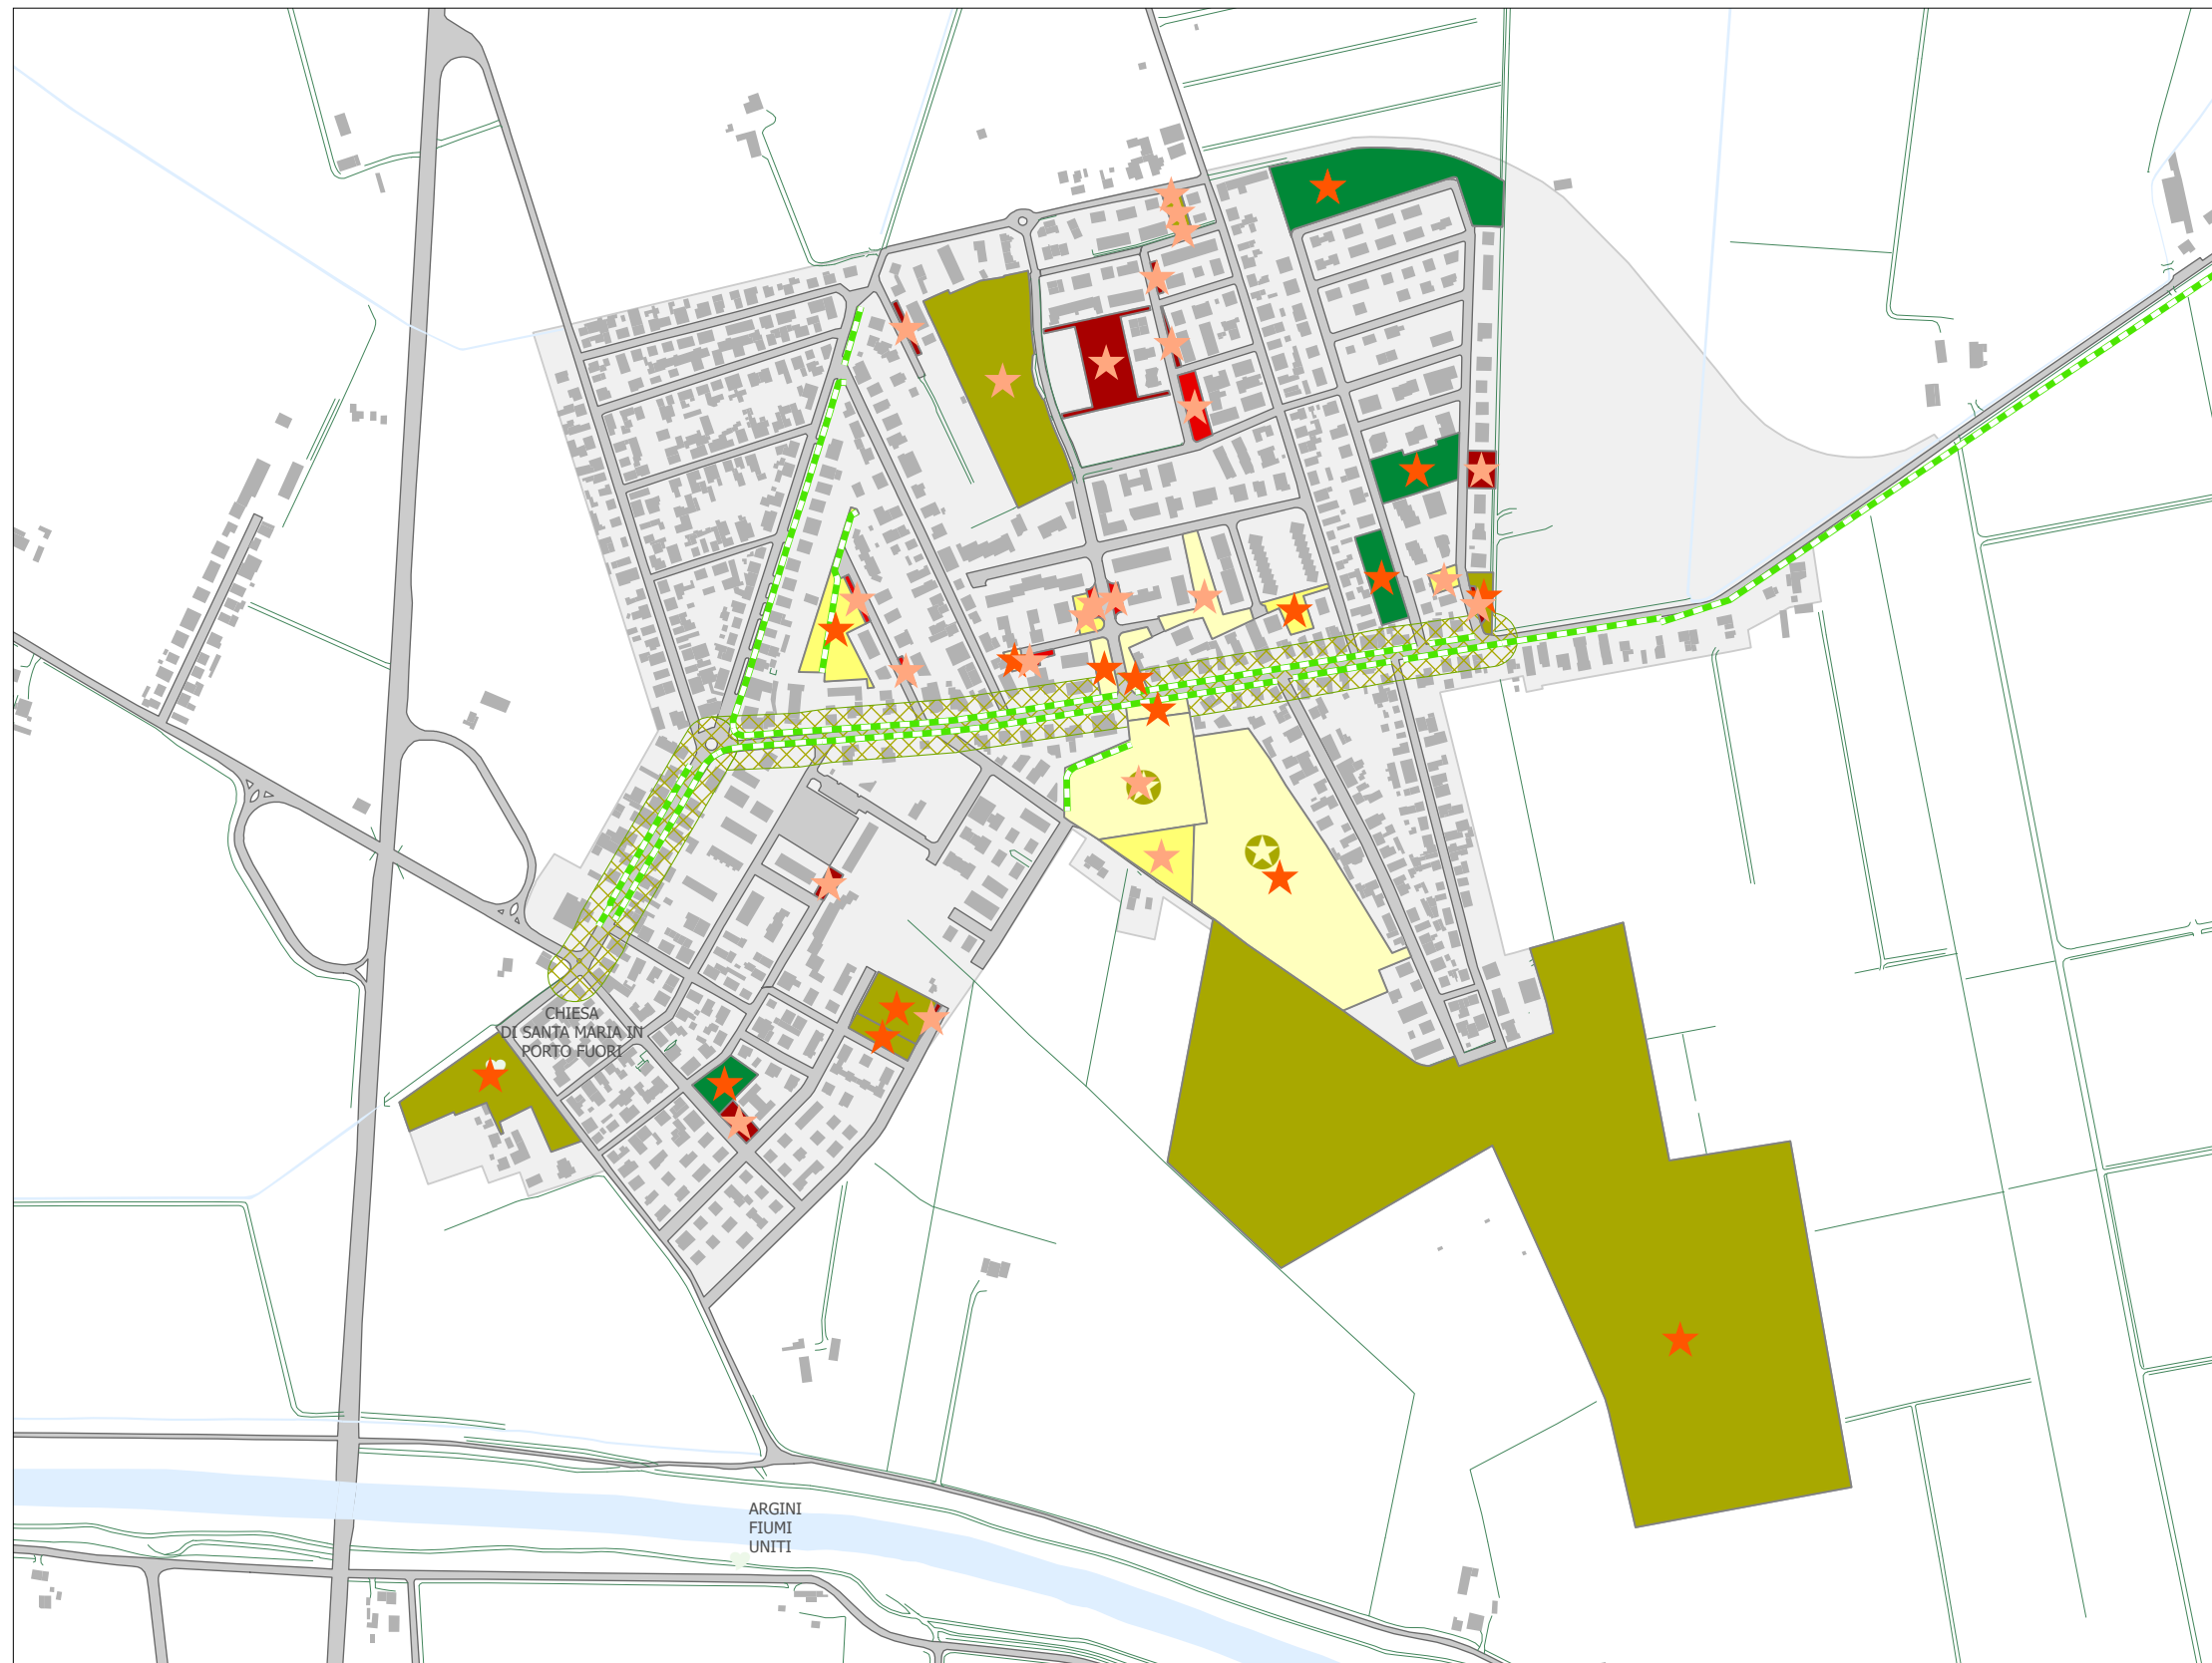 CHIESA
DI SANTA MARIA IN
PORTO FUORI
ARGINI
FIUMI
UNITI